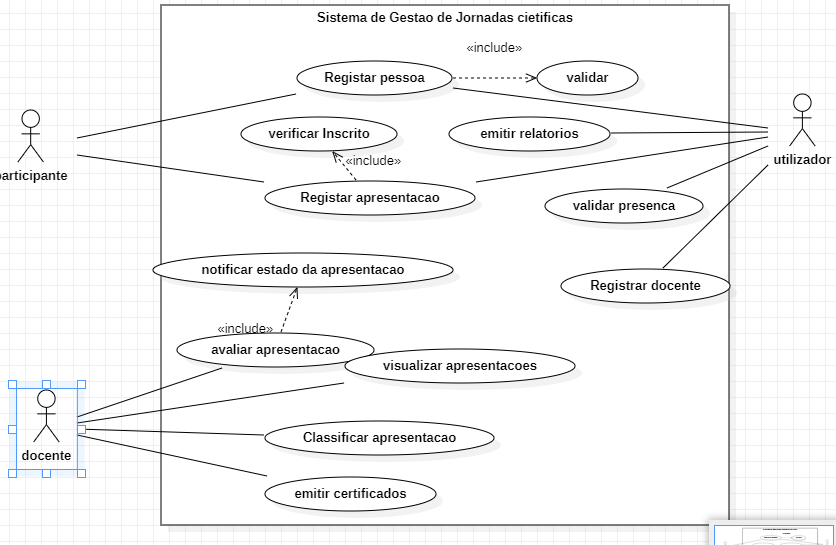 Sistema de Gestao de Jornadas cietificas
«include»
Registar pessoa
validar
verificar Inscrito
emitir relatorios
«include»
utilizador
participante
Registar apresentacao
validar presenca
notificar estado da apresentacao
Registrar docente
«include»
avaliar apresentacao
visualizar apresentacoes
Classificar apresentacao
docente
emitir certificados